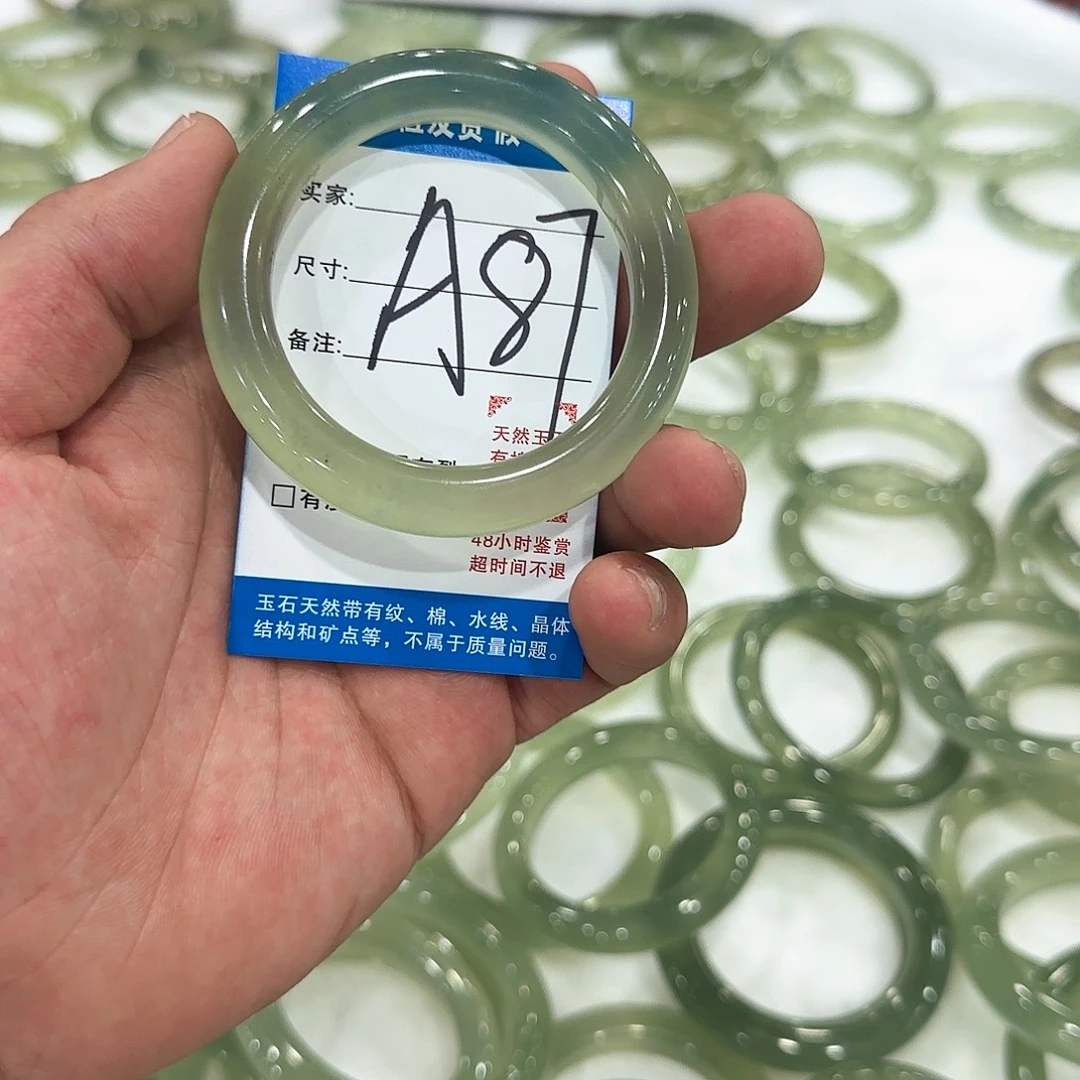 买家:
尺寸:
备注:
A87
天然玉
有
□有
48小时鉴赏
超时间不退
玉石天然带有纹、棉、水线、晶体
结构和矿点等，不属于质量问题。